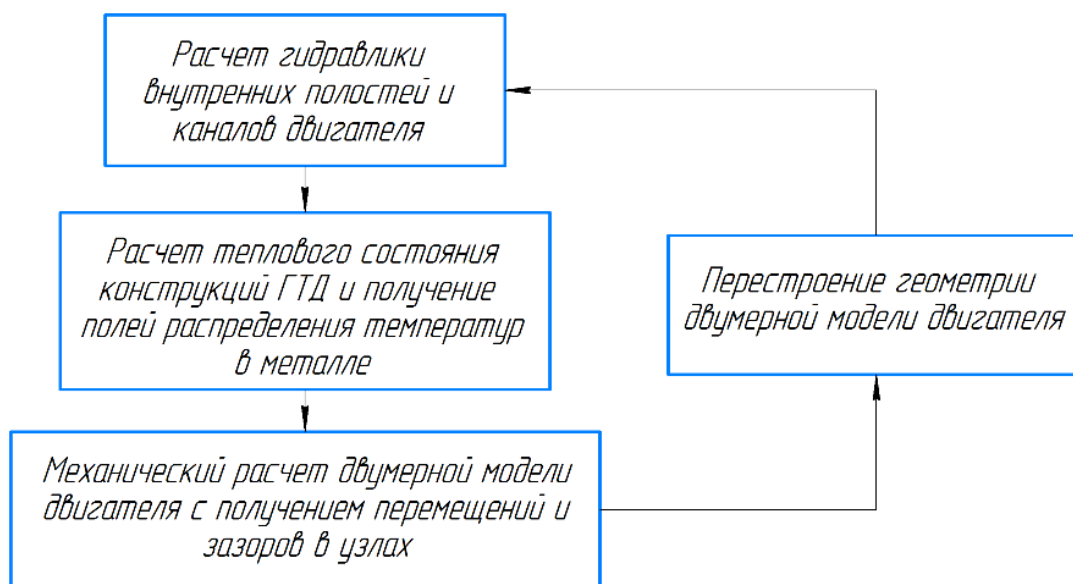 Расчет гидравлики
внутренних полостей и
каналов двигателя
Расчет теплового состояния
конструкций ГТД и получение
полей распределения температур
в металле
Механический расчет двумерной модели
двигателя с получением перемещений и
зазоров в узлах
Перестроение геометрии
двумерной модели двигателя